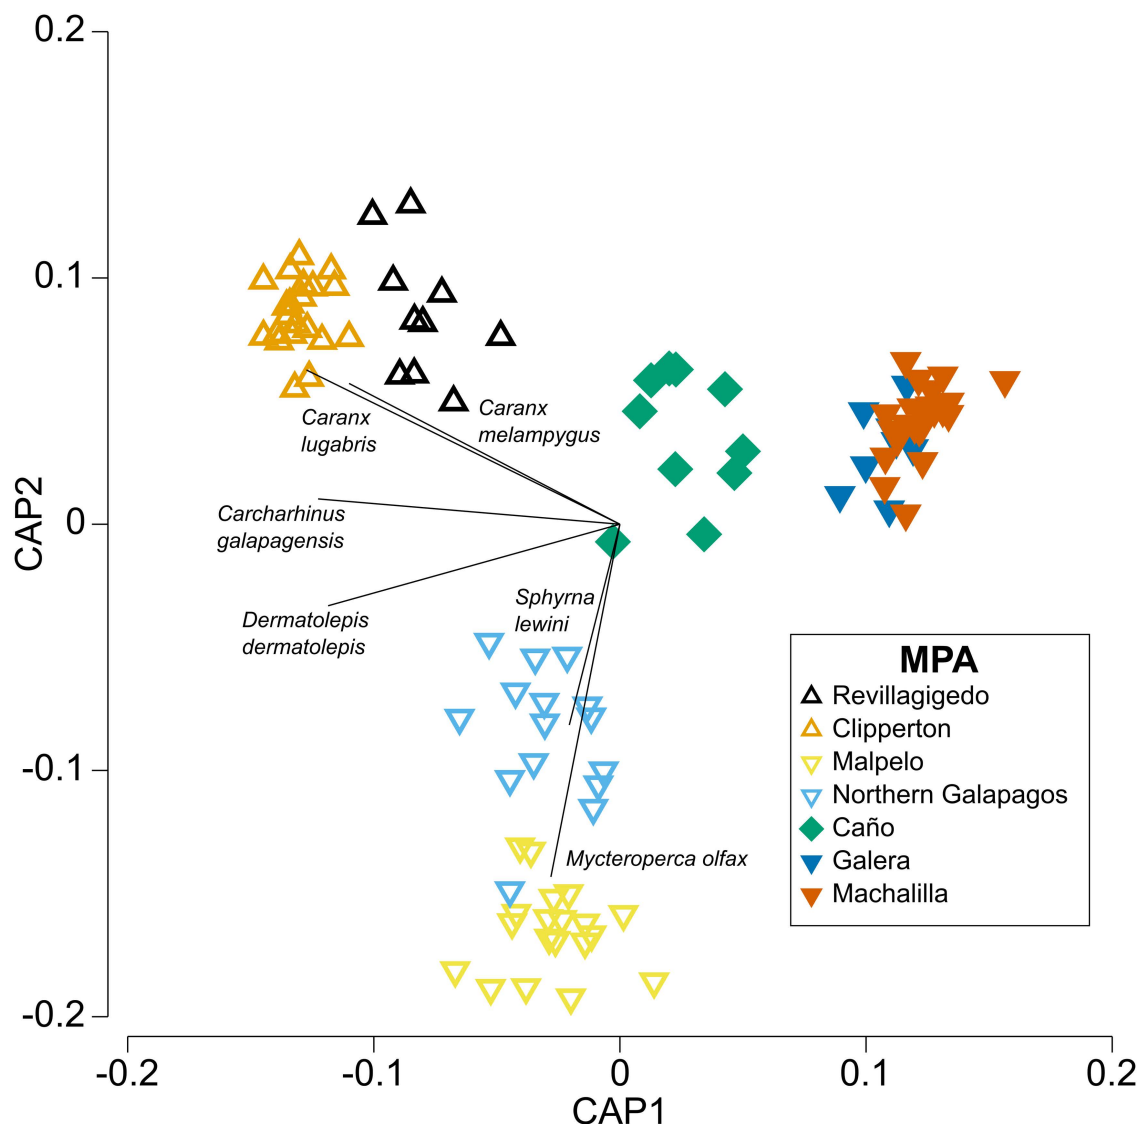 0.2
0.1
0
-0.1
-0.2
CAP2
Caranx
lugabris
Caranx
melampygus
Carcharhinus
galapagensis
Dermatolepis
dermatolepis
Sphyrna
lewini
Mycteroperca olfax
MPA
Revillagigedo
Clipperton
Malpelo
Northern Galapagos
Caño
Galera
Machalilla
-0.2
-0.1
0
0.1
0.2
CAP1